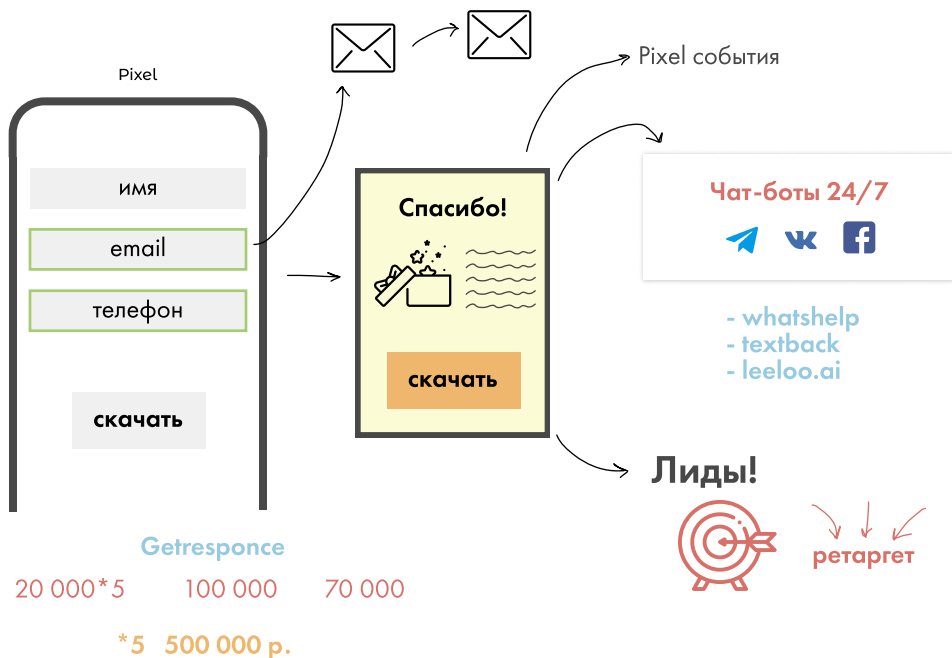 Pixel
имя
email
телефон
скачать
Спасибо!
скачать
Pixel события
Чат-боты 24/7
- whatshelp
- textback
- leeloo.ai
Лиды!
ретаргет
Getresponce
20 000*5 100 000 70 000
*5 500 000 р.